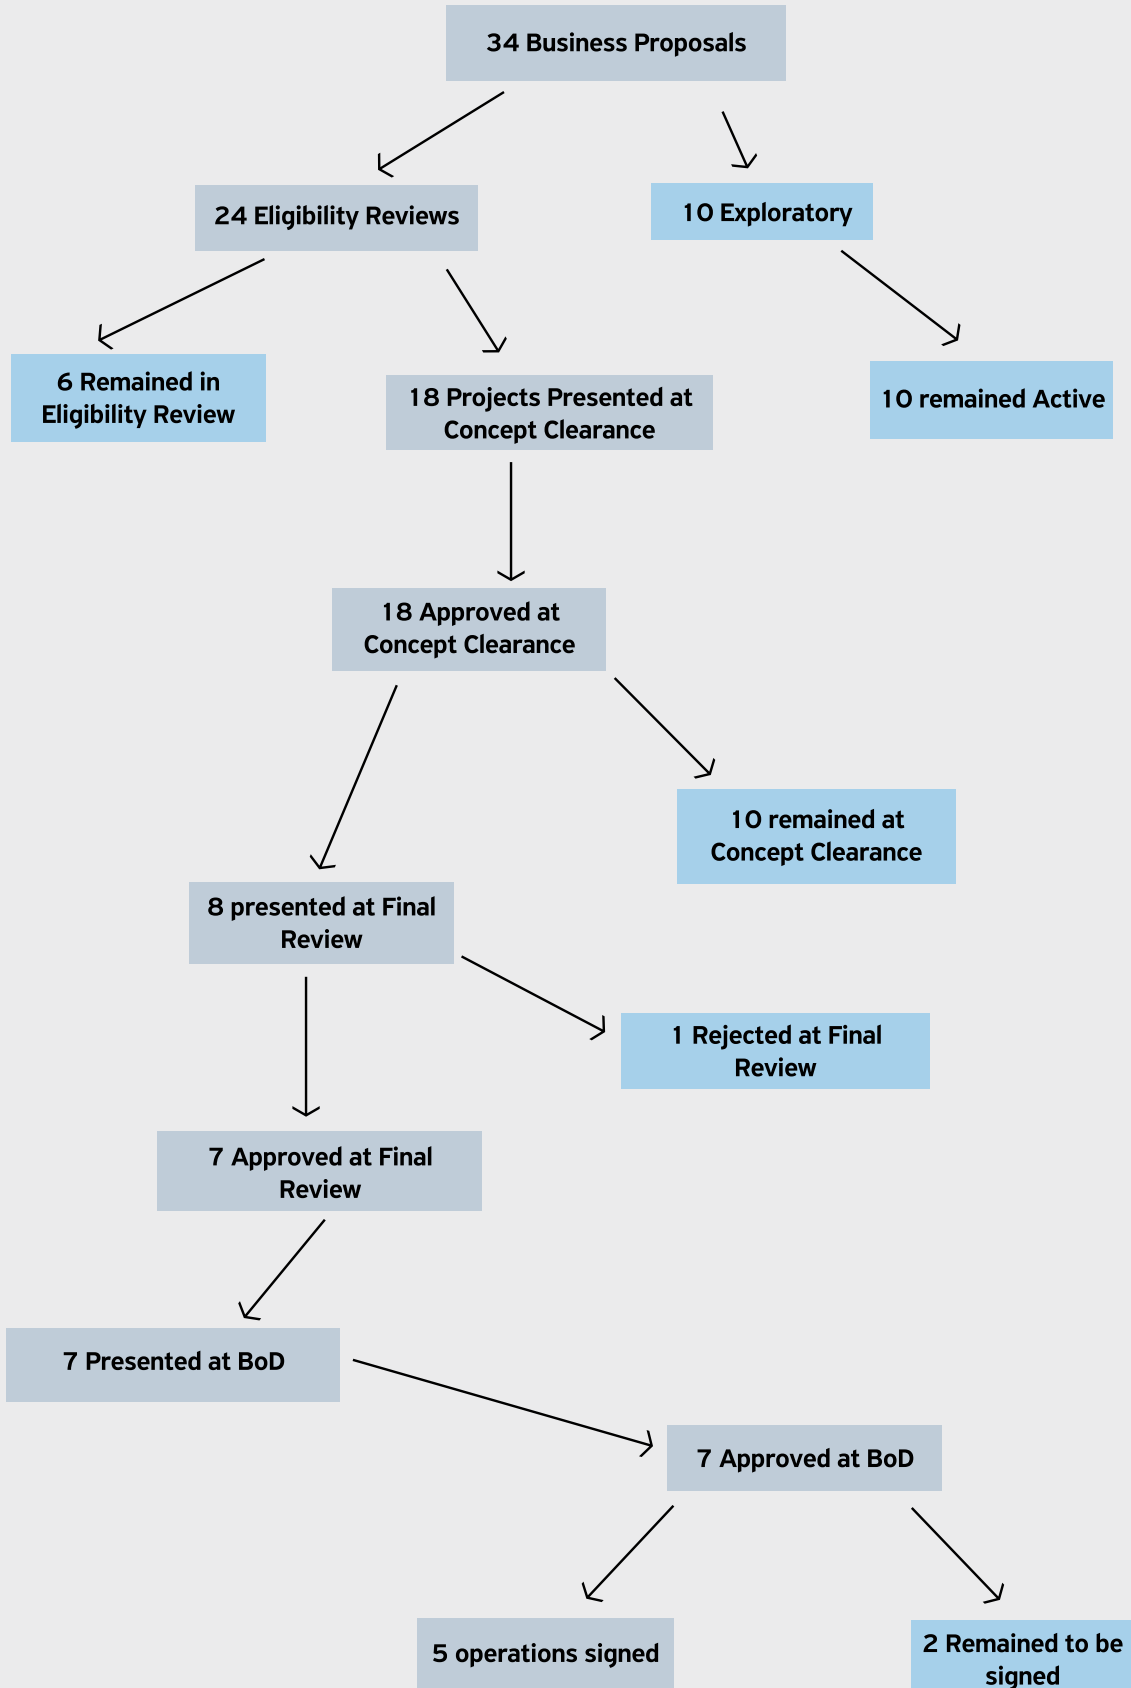 34 Business Proposals
24 Eligibility Reviews
10 Exploratory
6 Remained in
Eligibility Review
18 Projects Presented at
Concept Clearance
10 remained Active
18 Approved at
Concept Clearance
10 remained at
Concept Clearance
8 presented at Final
Review
1 Rejected at Final
Review
7 Approved at Final
Review
7 Presented at BoD
7 Approved at BoD
5 operations signed
2 Remained to be
signed